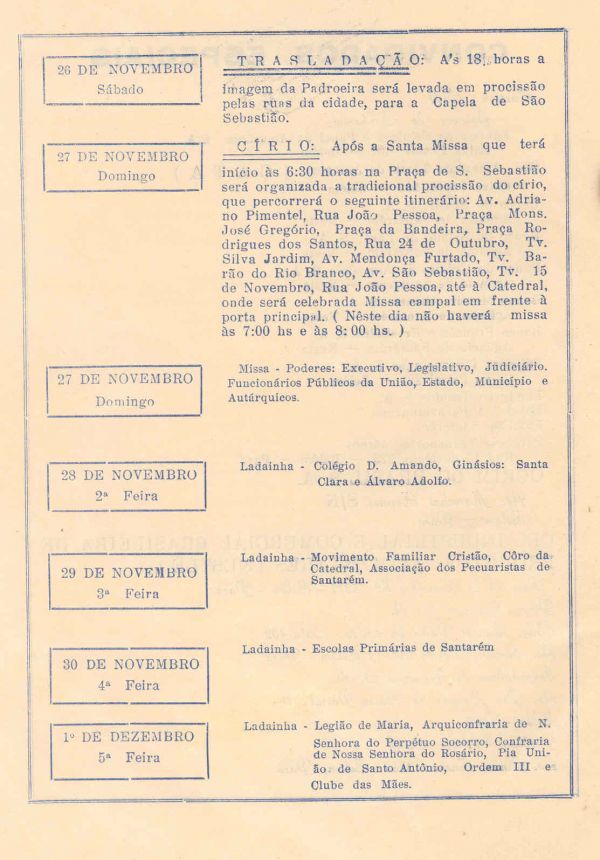 26 DE NOVEMBRO
Sábado
TRASLADAÇÃO: A's 18, horas a
imagem da Padroeira será levada em procissão
pelas ruas da cidade, para a Capela de São
Sebastião.
27 DE NOVEMBRO
Domingo
CÍRIO: Após a Santa Missa que terá
início às 6:30 horas na Praça de S. Sebastião
será organizada a tradicional procissão do círio,
que percorrerá o seguinte itinerário: Av. Adria-
no Pimentel, Rua João Pessoa, Praça Mons.
José Gregório, Praça da Bandeira, Praça Ro-
drigues dos Santos, Rua 24 de Outubro, Tv.
Silva Jardim, Av. Mendonça Furtado, Tv. Ba-
rão do Rio Branco, Av. São Sebastião, Tv. 15
de Novembro, Rua João Pessoa, até à Catedral,
onde será celebrada Missa campal em frente à
porta principal. ( Nêste dia não haverá missa
às 7:00 hs e às 8:00 hs. )
27 DE NOVEMBRO
Domingo
Missa - Poderes: Executivo, Legislativo, Judiciário.
Funcionários Públicos da União, Estado, Município e
Autárquicos.
28 DE NOVEMBRO
2ª Feira
Ladainha - Colégio D. Amando, Ginásios: Santa
Clara e Álvaro Adolfo.
29 DE NOVEMBRO
3ª Feira
Ladainha - Movimento Familiar Cristão, Côro da
Catedral, Associação dos Pecuaristas de
Santarém.
30 DE NOVEMBRO
4ª Feira
Ladainha - Escolas Primárias de Santarém
1º DE DEZEMBRO
5ª Feira
Ladainha - Legião de Maria, Arquiconfraria de N.
Senhora do Perpétuo Socorro, Confraria
de Nossa Senhora do Rosário, Pia Uni-
ão de Santo Antônio, Ordem III e
Clube das Mães.